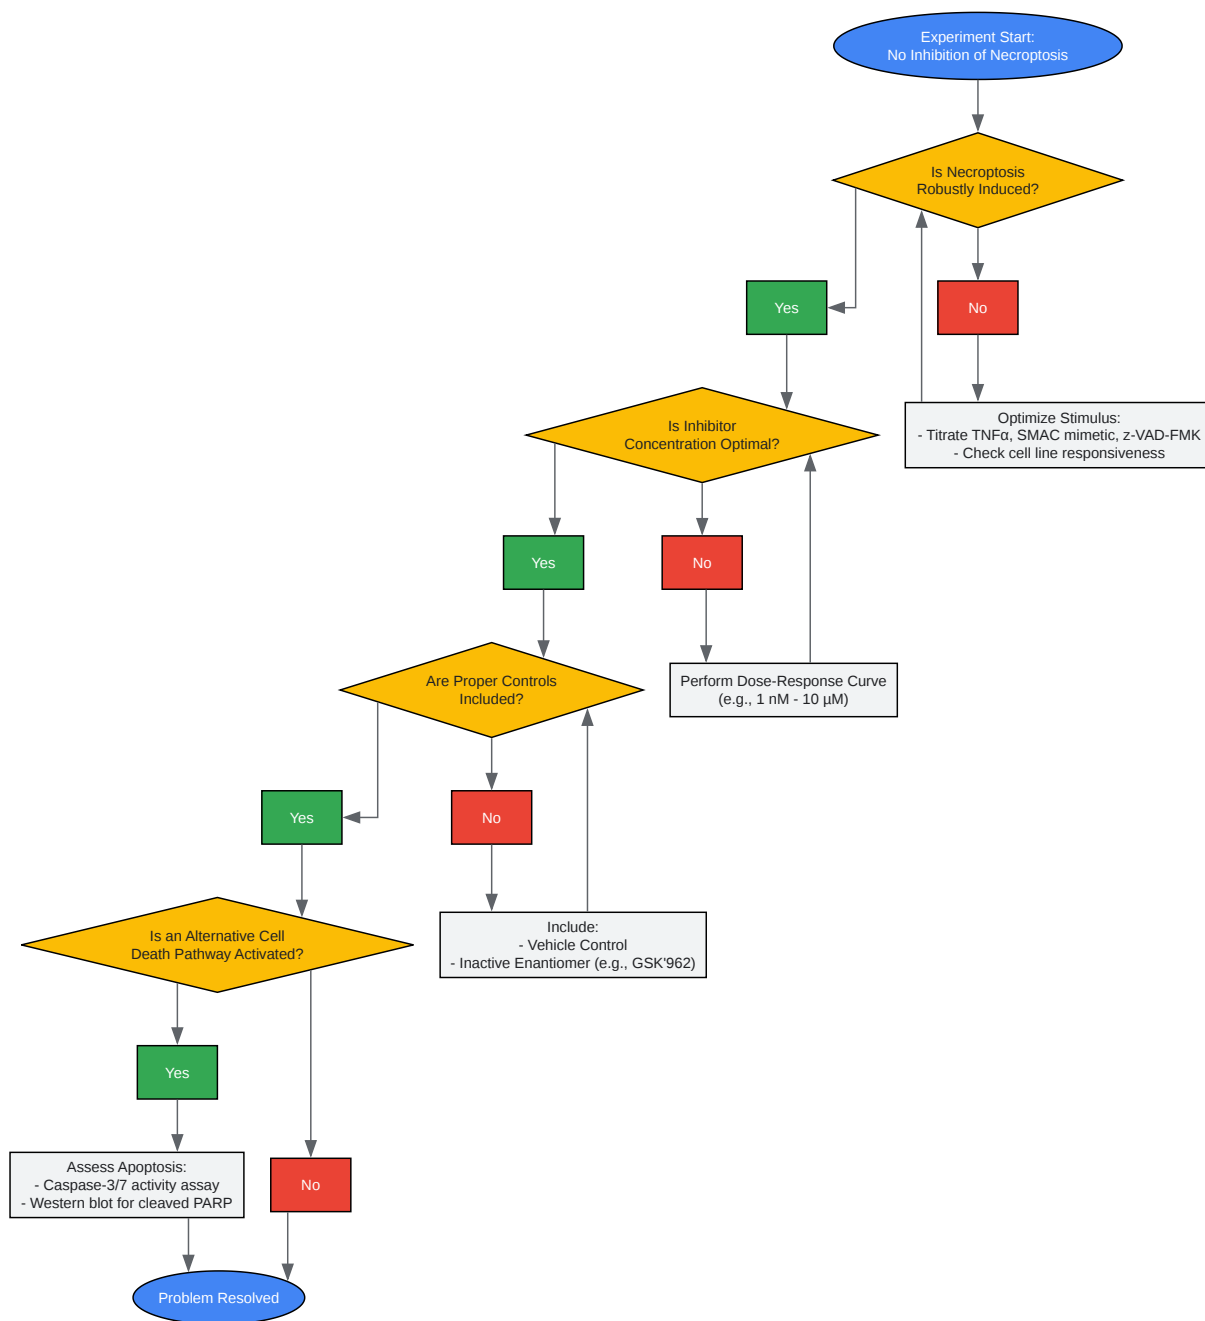 Experiment Start:
No Inhibition of Necroptosis
Is Necroptosis
Robustly Induced?
Yes
No
Optimize Stimulus:
- Titrate TNFα, SMAC mimetic, z-VAD-FMK
- Check cell line responsiveness
Is Inhibitor
Concentration Optimal?
Yes
No
Perform Dose-Response Curve
(e.g., 1 nM - 10 µM)
Are Proper Controls
Included?
Yes
No
Include:
- Vehicle Control
- Inactive Enantiomer (e.g., GSK'962)
Is an Alternative Cell
Death Pathway Activated?
Yes
Assess Apoptosis:
- Caspase-3/7 activity assay
- Western blot for cleaved PARP
No
Problem Resolved